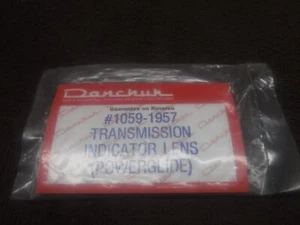 Danchuk
#1059-1957
TRANSMISSION
INDICATOR LENS
(POWERGLIDE)